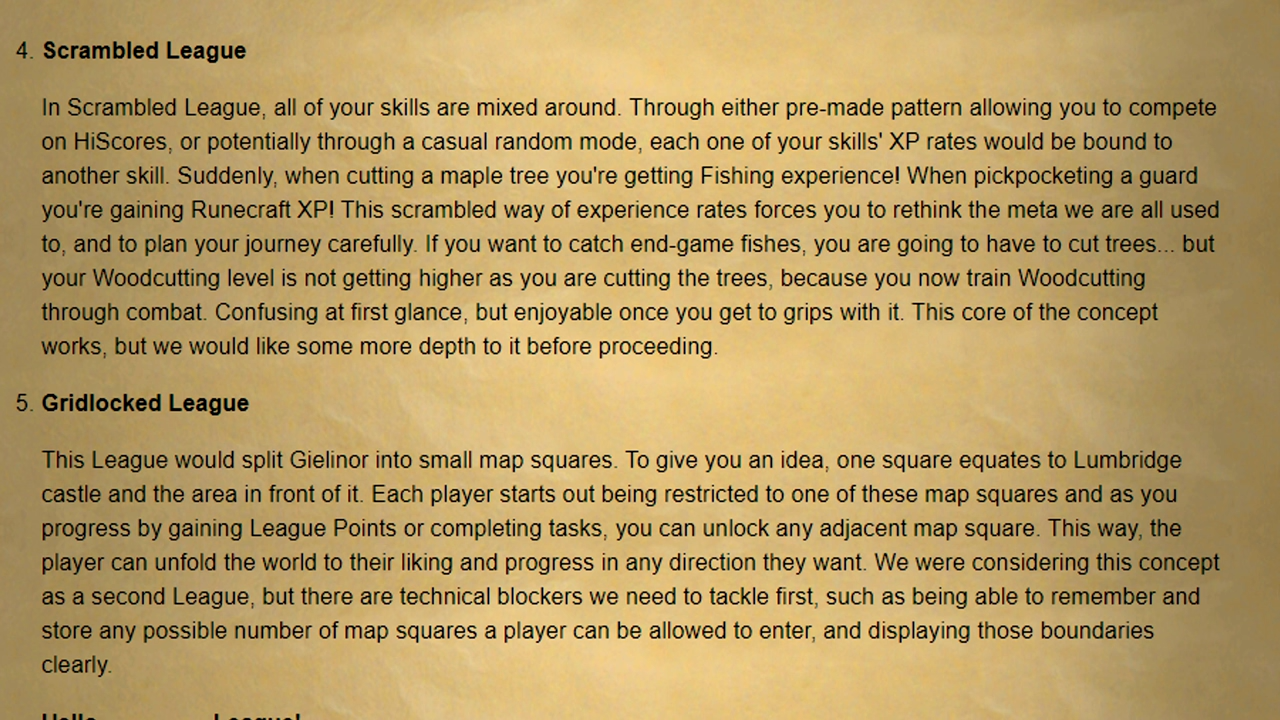 4. Scrambled League
In Scrambled League, all of your skills are mixed around. Through either pre-made pattern allowing you to compete
on HiScores, or potentially through a casual random mode, each one of your skills' XP rates would be bound to
another skill. Suddenly, when cutting a maple tree you're getting Fishing experience! When pickpocketing a guard
you're gaining Runecraft XP! This scrambled way of experience rates forces you to rethink the meta we are all used
to, and to plan your journey carefully. If you want to catch end-game fishes, you are going to have to cut trees... but
your Woodcutting level is not getting higher as you are cutting the trees, because you now train Woodcutting
through combat. Confusing at first glance, but enjoyable once you get to grips with it. This core of the concept
works, but we would like some more depth to it before proceeding.
5. Gridlocked League
This League would split Gielinor into small map squares. To give you an idea, one square equates to Lumbridge
castle and the area in front of it. Each player starts out being restricted to one of these map squares and as you
progress by gaining League Points or completing tasks, you can unlock any adjacent map square. This way, the
player can unfold the world to their liking and progress in any direction they want. We were considering this concept
as a second League, but there are technical blockers we need to tackle first, such as being able to remember and
store any possible number of map squares a player can be allowed to enter, and displaying those boundaries
clearly.
Hello League!